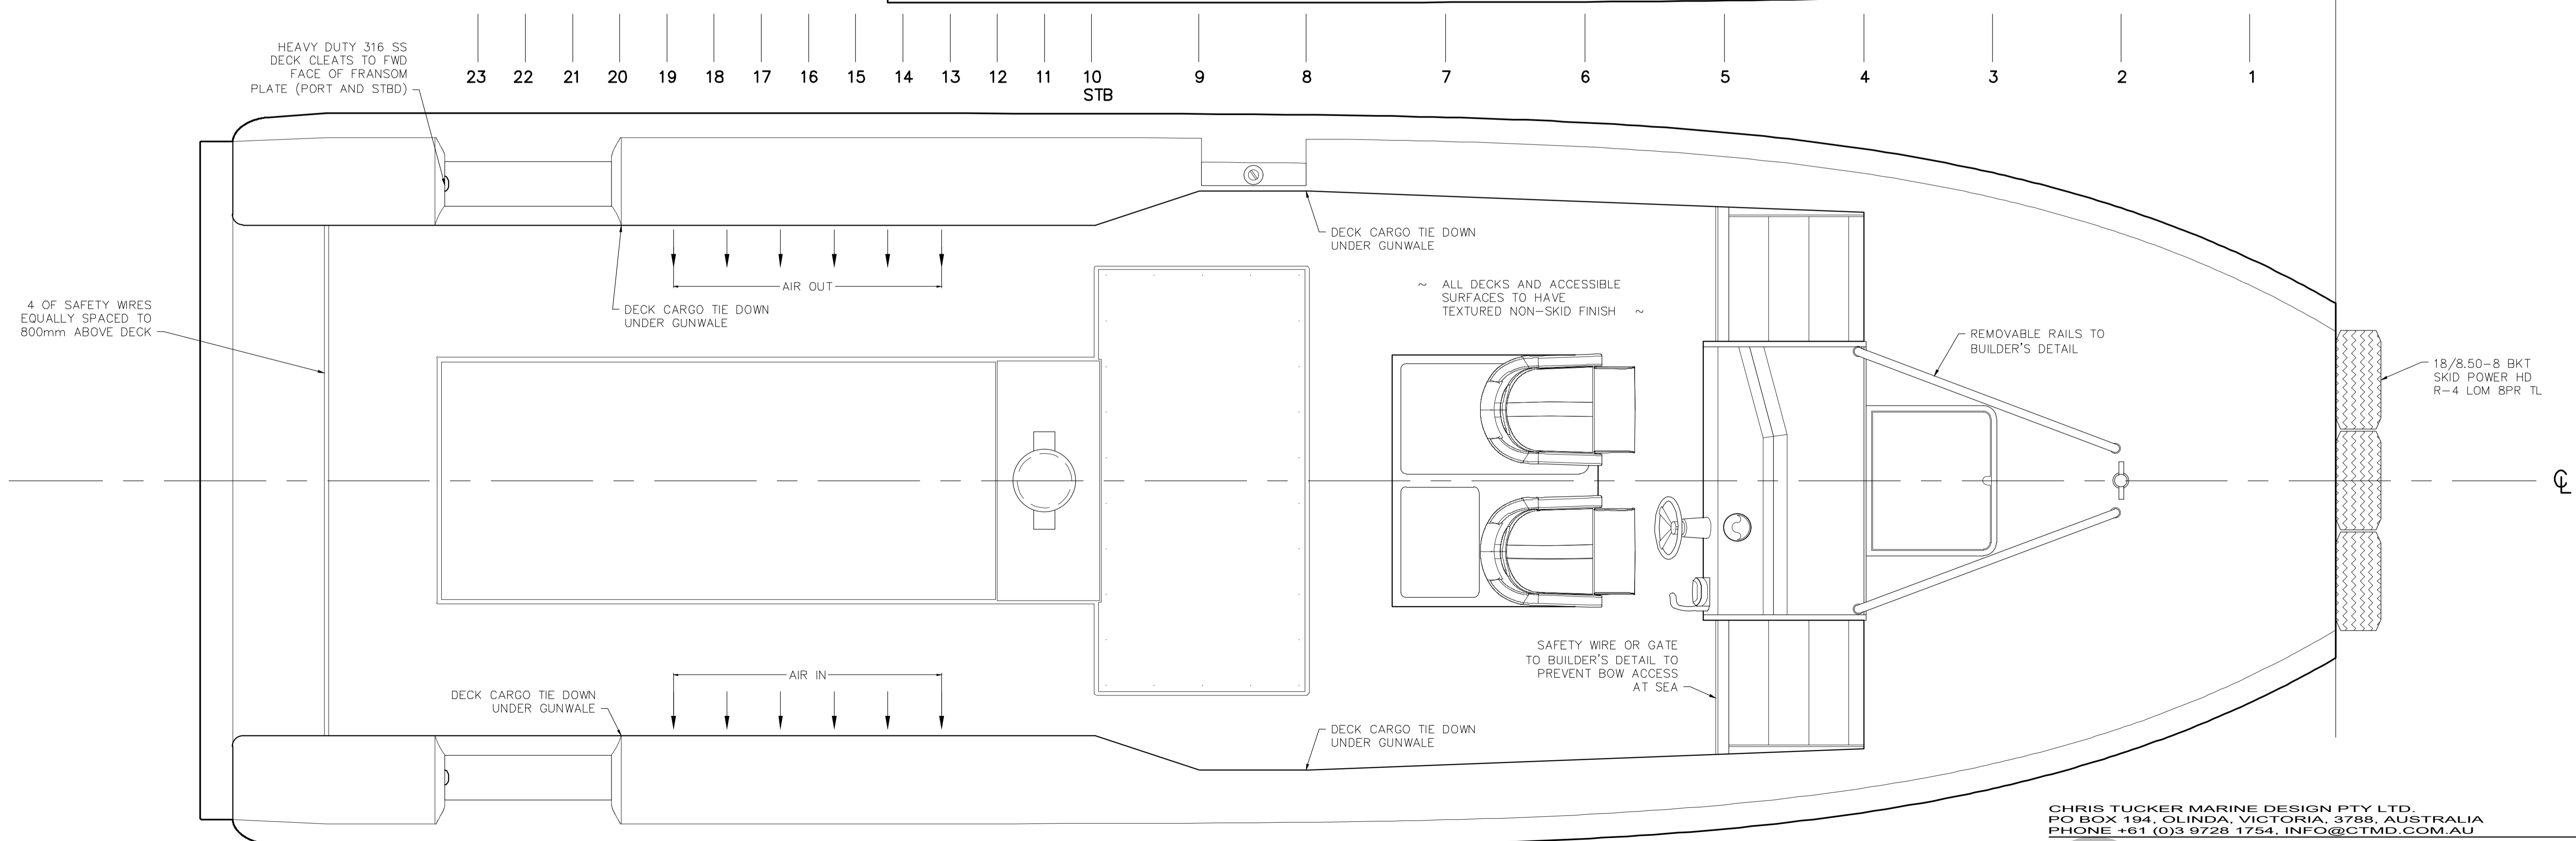 HEAVY DUTY 316 SS
DECK CLEATS TO FWD
FACE OF FRANSOM
PLATE (PORT AND STBD)
23 22 21 20 19 18 17 16 15 14 13 12 11 10 9 8 7 6 5 4 3 2 1
STB
4 OF SAFETY WIRES
EQUALLY SPACED TO
800mm ABOVE DECK
AIR OUT
DECK CARGO TIE DOWN
UNDER GUNWALE
DECK CARGO TIE DOWN
UNDER GUNWALE
~ ALL DECKS AND ACCESSIBLE
SURFACES TO HAVE
TEXTURED NON-SKID FINISH ~
REMOVABLE RAILS TO
BUILDER'S DETAIL
18/8.50-8 BKT
SKID POWER HD
R-4 LOM 8PR TL
℄
AIR IN
DECK CARGO TIE DOWN
UNDER GUNWALE
DECK CARGO TIE DOWN
UNDER GUNWALE
SAFETY WIRE OR GATE
TO BUILDER'S DETAIL TO
PREVENT BOW ACCESS
AT SEA
CHRIS TUCKER MARINE DESIGN PTY LTD.
PO BOX 194, OLINDA, VICTORIA, 3788, AUSTRALIA
PHONE +61 (0)3 9728 1754, INFO@CTMD.COM.AU